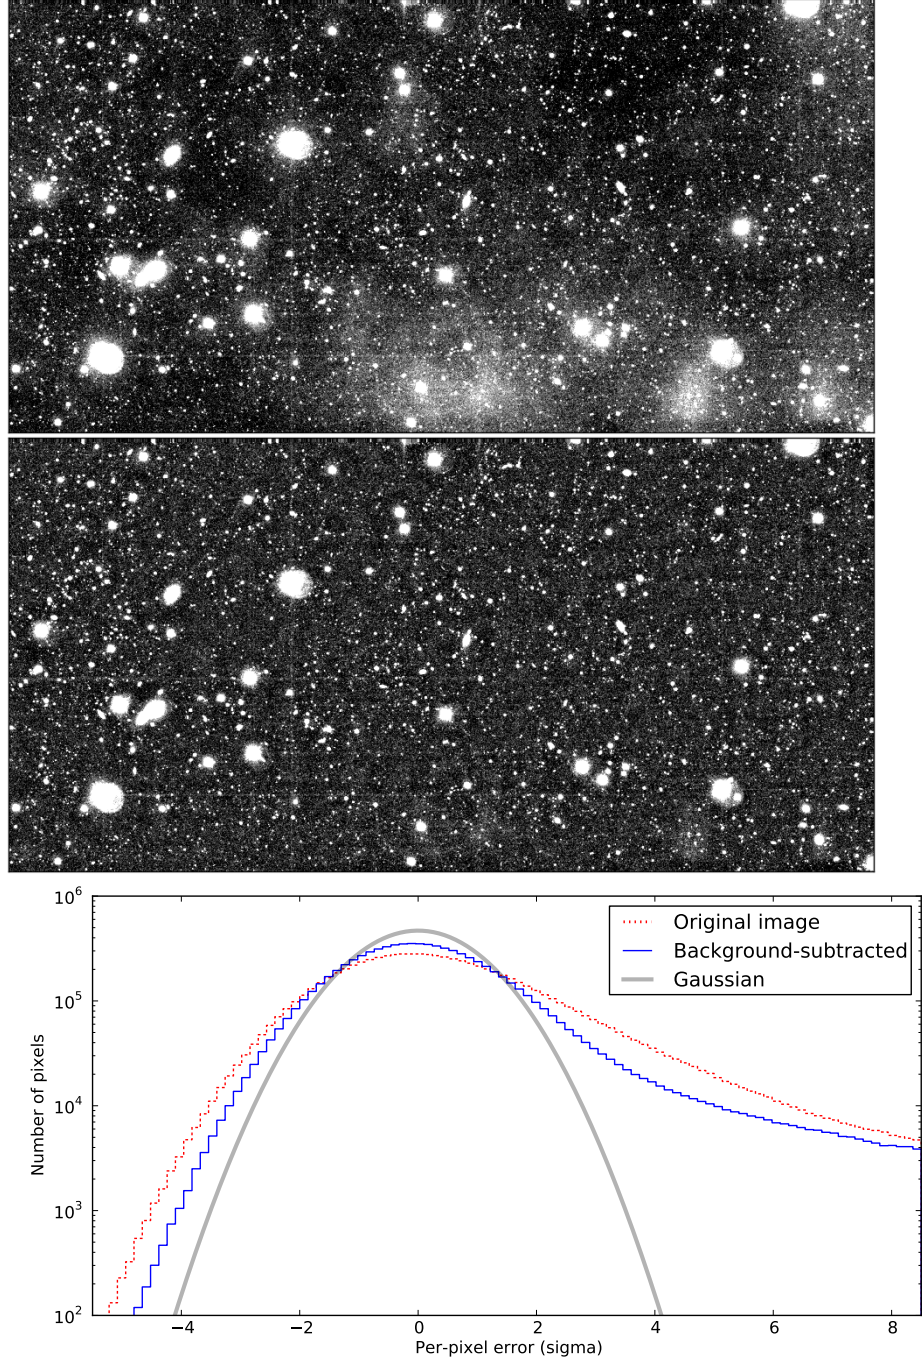 10^6
10^5
10^4
10^3
10^2
Number of pixels
Original image
Background-subtracted
Gaussian
−4 −2 0 2 4 6 8
Per-pixel error (sigma)